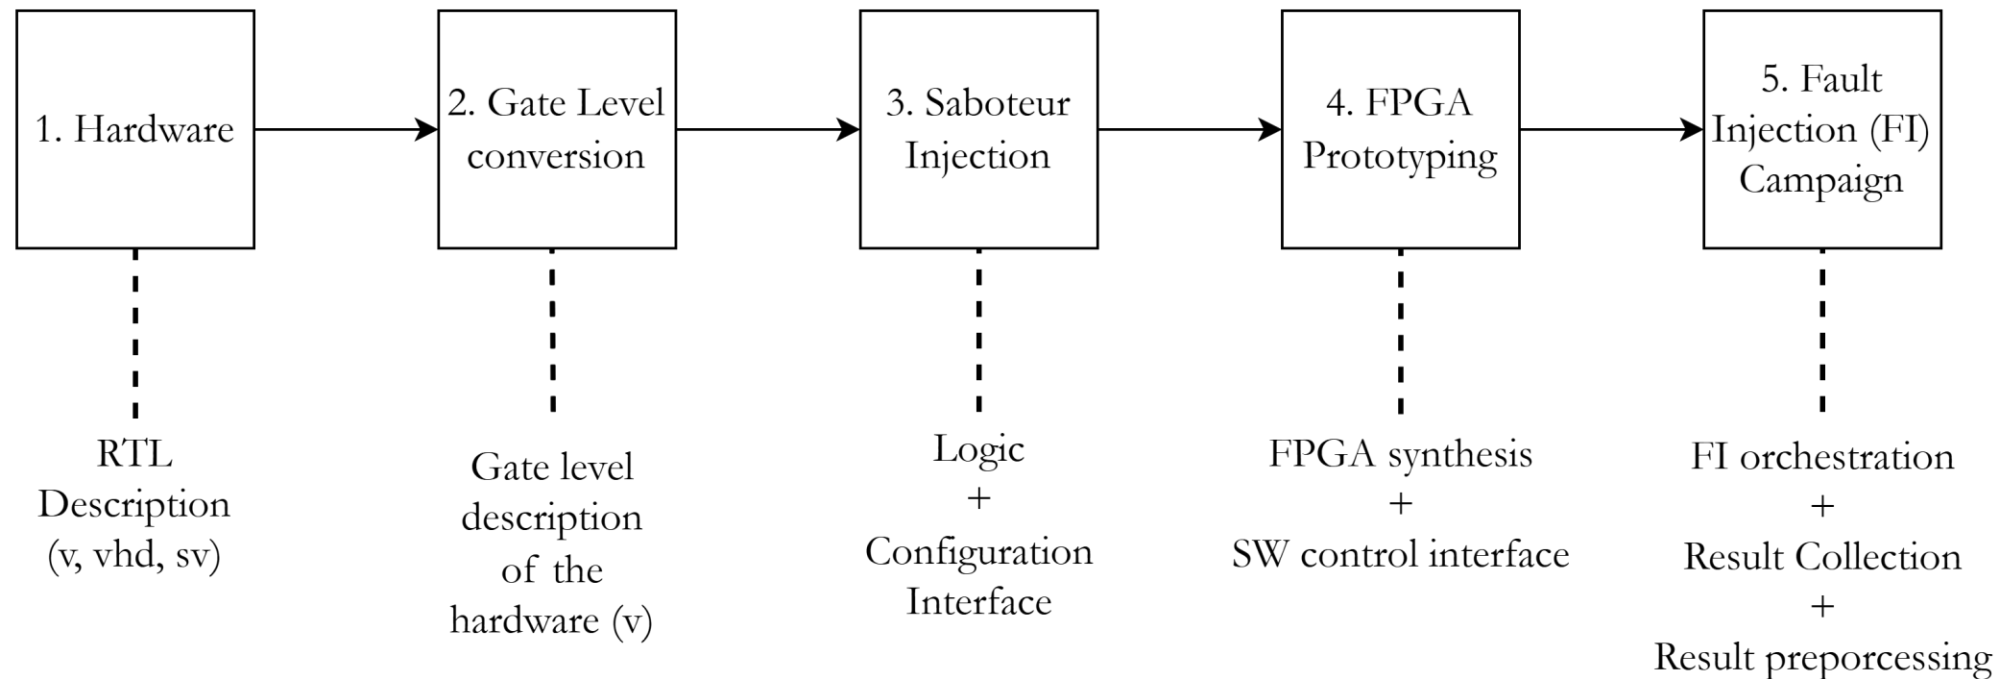 1. Hardware
2. Gate Level
conversion
3. Saboteur
Injection
4. FPGA
Prototyping
5. Fault
Injection (FI)
Campaign
RTL
Description
(v, vhd, sv)
Gate level
description
of the
hardware (v)
Logic
+
Configuration
Interface
FPGA synthesis
+
SW control interface
FI orchestration
+
Result Collection
+
Result preporcessing